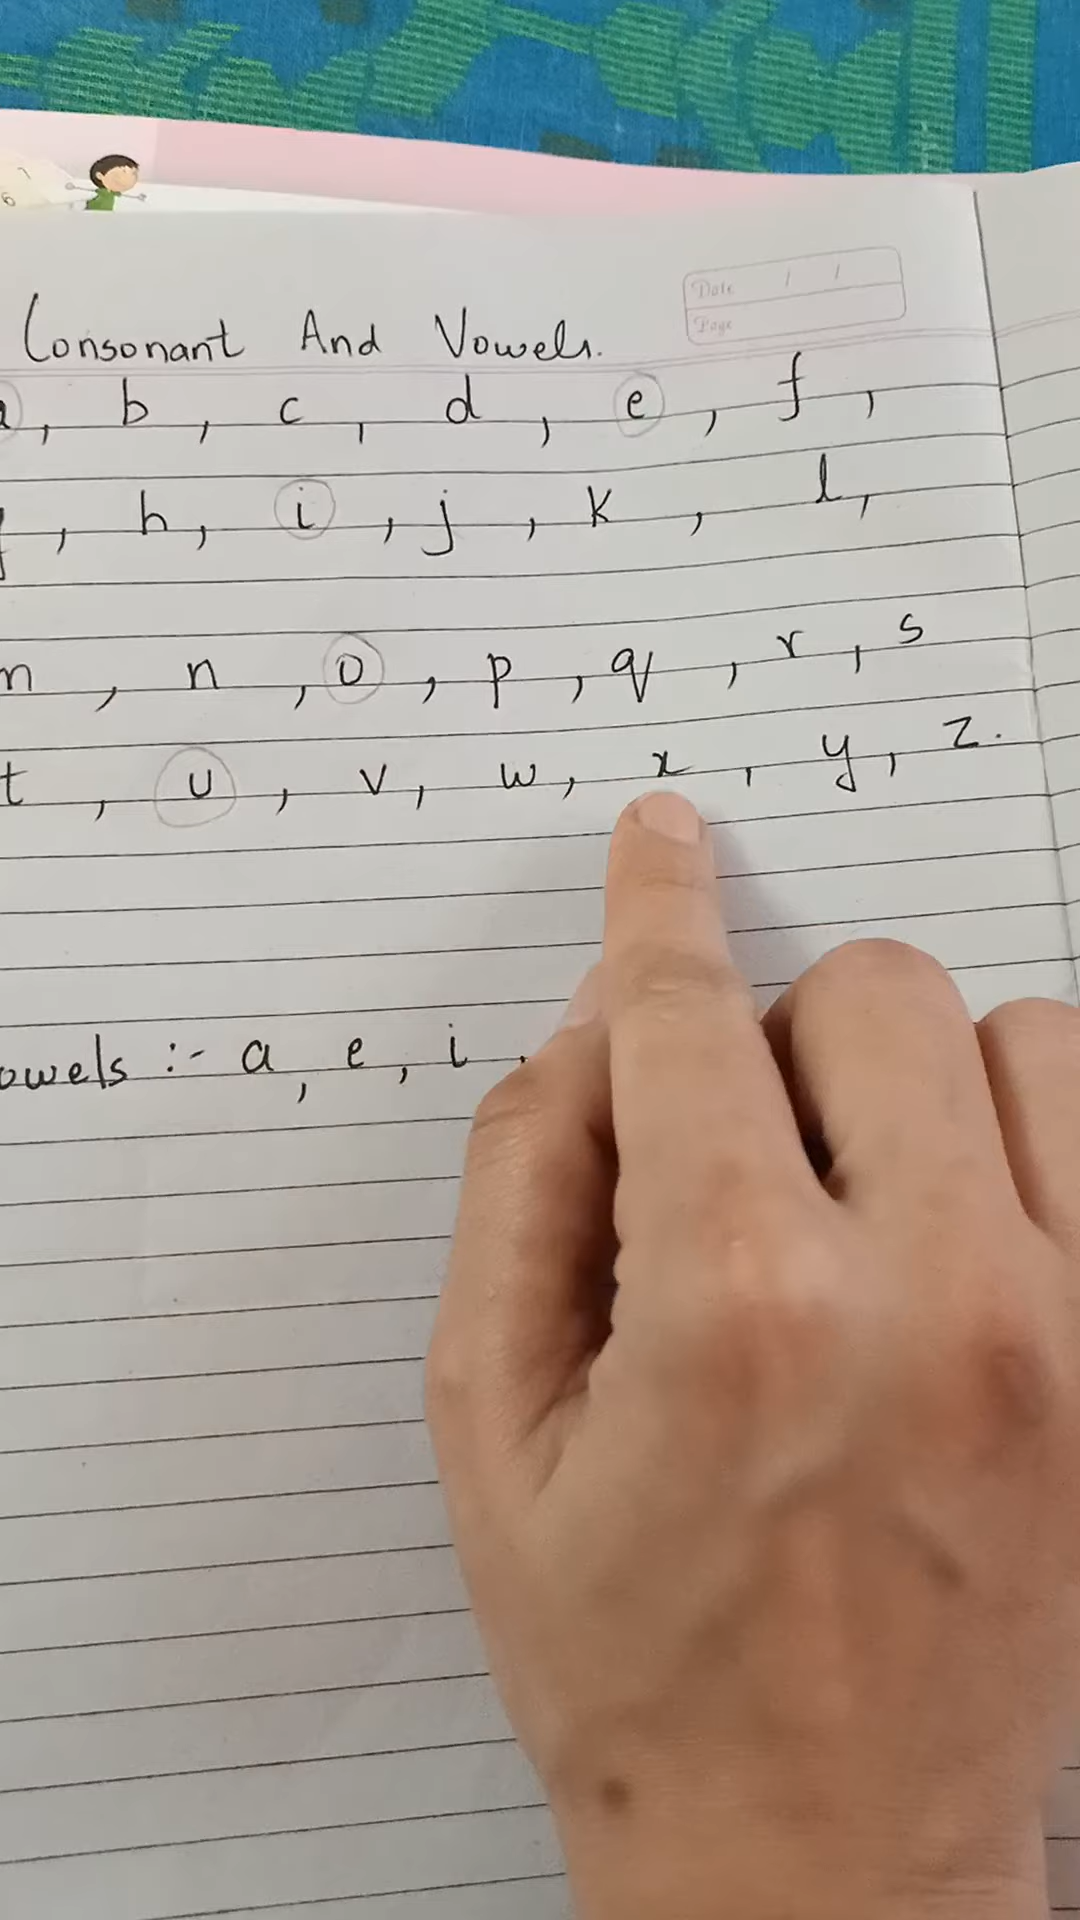 Date / /
Page
Consonant And Vowels.
a, b, c, d, e, f,
, h, i, j, k, l,
m, n, o, p, q, r, s
t, u, v, w, x, y, z.
owels :- a, e, i,